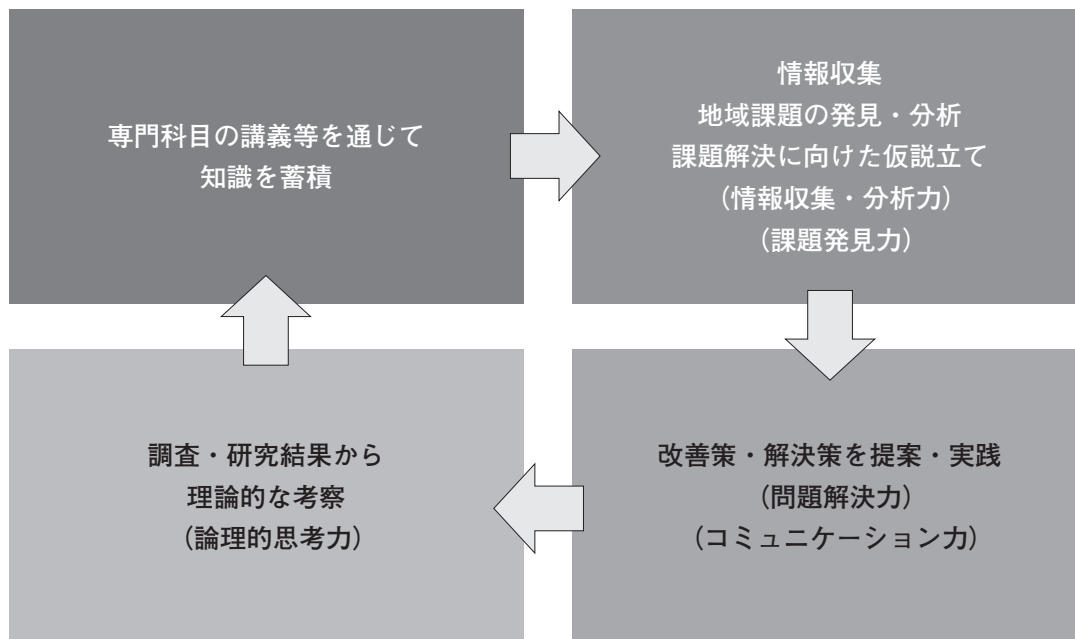 専門科目の講義等を通じて
知識を蓄積
情報収集
地域課題の発見・分析
課題解決に向けた仮説立て
（情報収集・分析力）
（課題発見力）
改善策・解決策を提案・実践
（問題解決力）
（コミュニケーション力）
調査・研究結果から
理論的な考察
（論理的思考力）